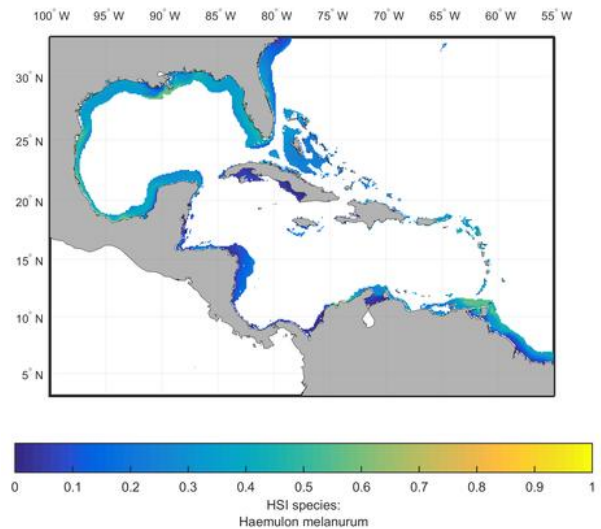 100° W 95° W 90° W 85° W 80° W 75° W 70° W 65° W 60° W 55° W
30° N
25° N
20° N
15° N
10° N
5° N
0 0.1 0.2 0.3 0.4 0.5 0.6 0.7 0.8 0.9 1
HSI species:
Haemulon melanurum